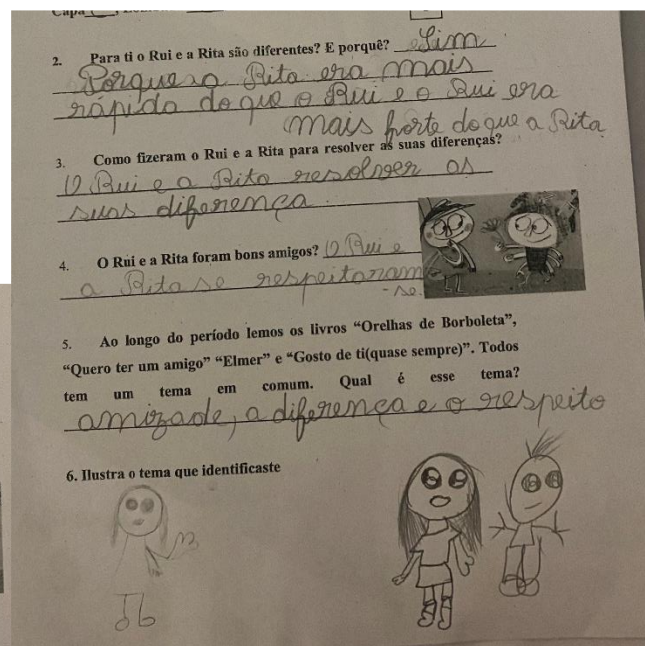 Capa
2. Para ti o Rui e a Rita são diferentes? E porquê? Sim
Porque a Rita era mais
rápida do que o Rui e o Rui era
mais forte do que a Rita
3. Como fizeram o Rui e a Rita para resolver as suas diferenças?
O Rui e a Rita resolver as
suas diferença.
4. O Rui e a Rita foram bons amigos? O Rui e
a Rita se respeitaram
-se.
5. Ao longo do período lemos os livros “Orelhas de Borboleta”,
“Quero ter um amigo” “Elmer” e “Gosto de ti(quase sempre)”. Todos
tem um tema em comum. Qual é esse tema?
amizade, a diferença e o respeito
6. Ilustra o tema que identificaste